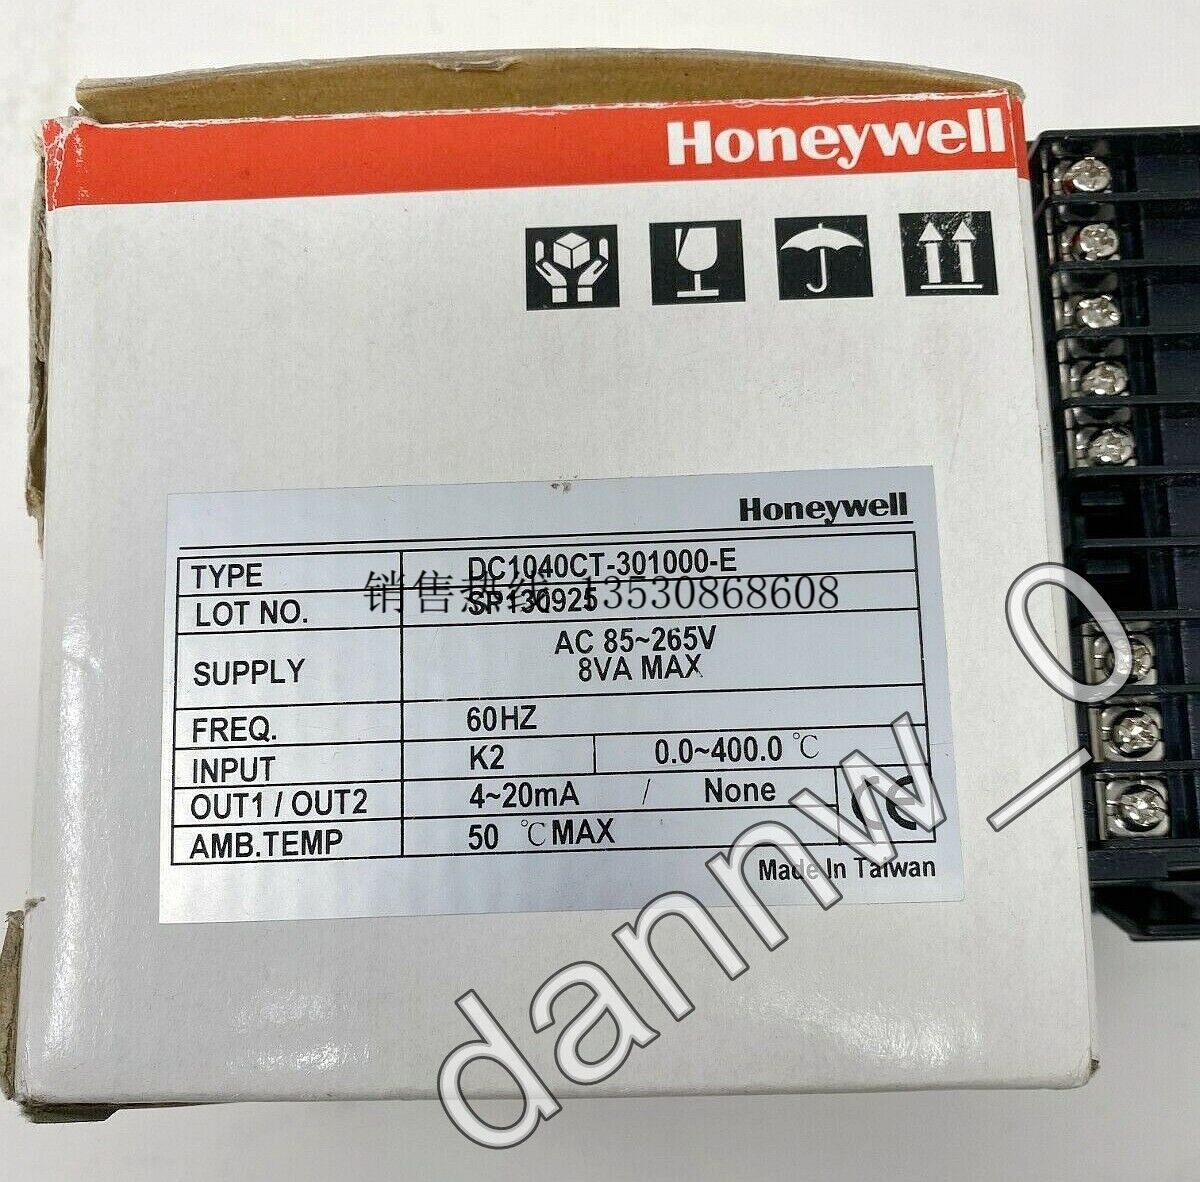 Honeywell
Honeywell
TYPE DC1040CT-301000-E
销售热线 13530868608
LOT NO. SP130925
SUPPLY AC 85~265V
8VA MAX
FREQ. 60HZ
INPUT K2 0.0~400.0 ℃
OUT1 / OUT2 4~20mA / None
CE
AMB.TEMP 50 ℃MAX
Made In Taiwan
dannw_0